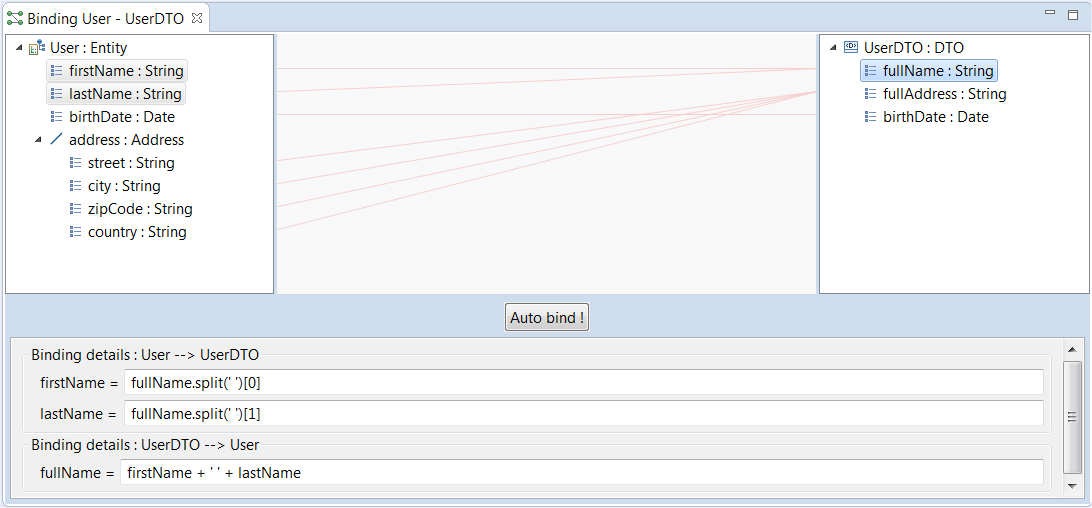 Binding User - UserDTO
User : Entity
firstName : String
lastName : String
birthDate : Date
address : Address
street : String
city : String
zipCode : String
country : String
UserDTO : DTO
fullName : String
fullAddress : String
birthDate : Date
Auto bind !
Binding details : User --> UserDTO
firstName = fullName.split(' ')[0]
lastName = fullName.split(' ')[1]
Binding details : UserDTO --> User
fullName = firstName + ' ' + lastName